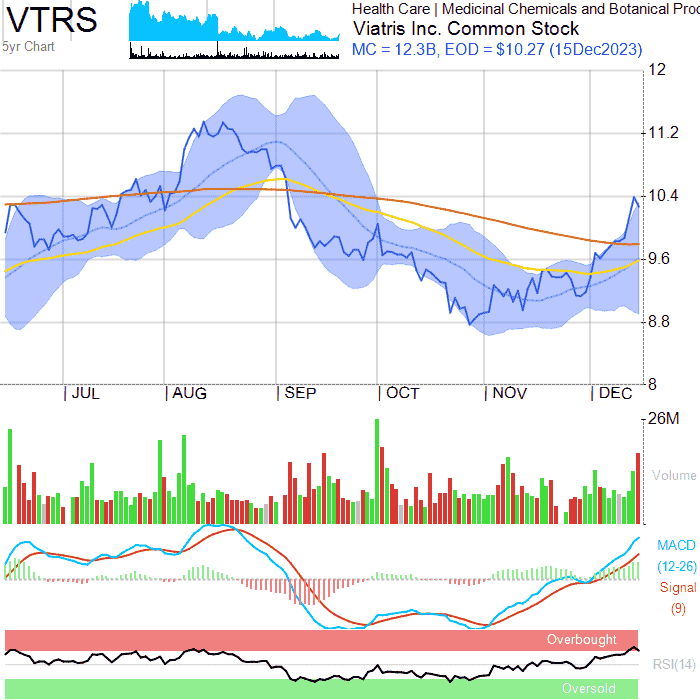 VTRS
5yr Chart
Health Care | Medicinal Chemicals and Botanical Pro
Viatris Inc. Common Stock
MC = 12.3B, EOD = $10.27 (15Dec2023)
12
11.2
10.4
9.6
8.8
8
JUL AUG SEP OCT NOV DEC
26M
Volume
MACD
(12-26)
Signal
(9)
Overbought
RSI(14)
Oversold